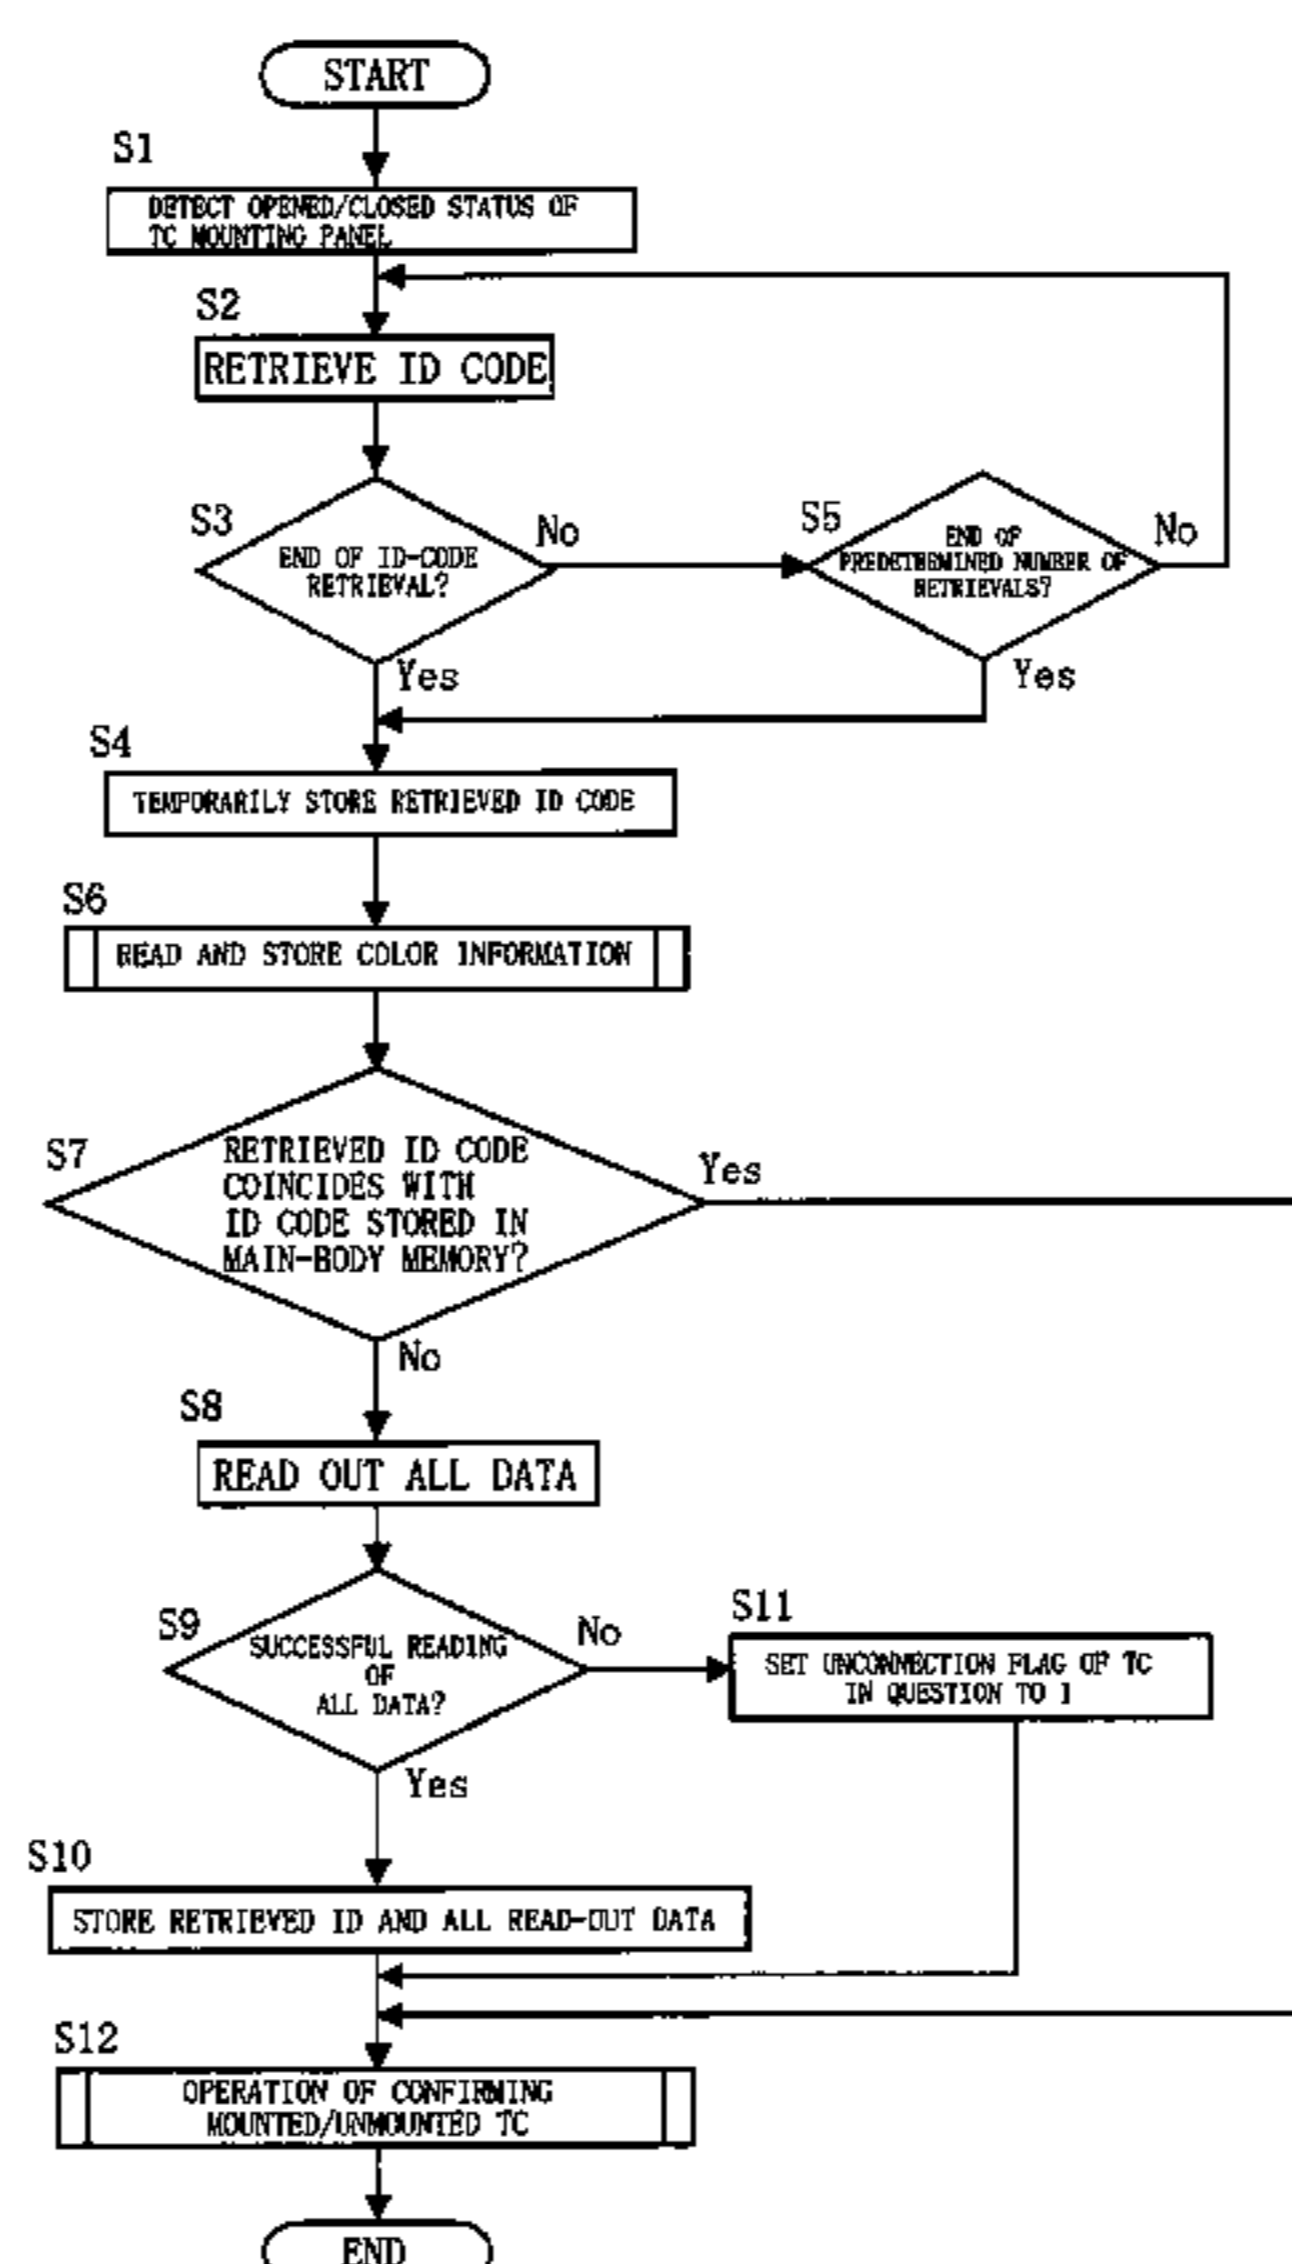 START
S1
DETECT OPENED/CLOSED STATUS OF
TC MOUNTING PANEL
S2
RETRIEVE ID CODE
S3
END OF ID-CODE
RETRIEVAL?
No
S5
END OF
PREDETERMINED NUMBER OF
RETRIEVALS?
No
Yes
Yes
S4
TEMPORARILY STORE RETRIEVED ID CODE
S6
READ AND STORE COLOR INFORMATION
S7
RETRIEVED ID CODE
COINCIDES WITH
ID CODE STORED IN
MAIN-BODY MEMORY?
Yes
No
S8
READ OUT ALL DATA
S9
SUCCESSFUL READING
OF
ALL DATA?
No
S11
SET UNCONNECTION FLAG OF TC
IN QUESTION TO 1
Yes
S10
STORE RETRIEVED ID AND ALL READ-OUT DATA
S12
OPERATION OF CONFIRMING
MOUNTED/UNMOUNTED TC
END